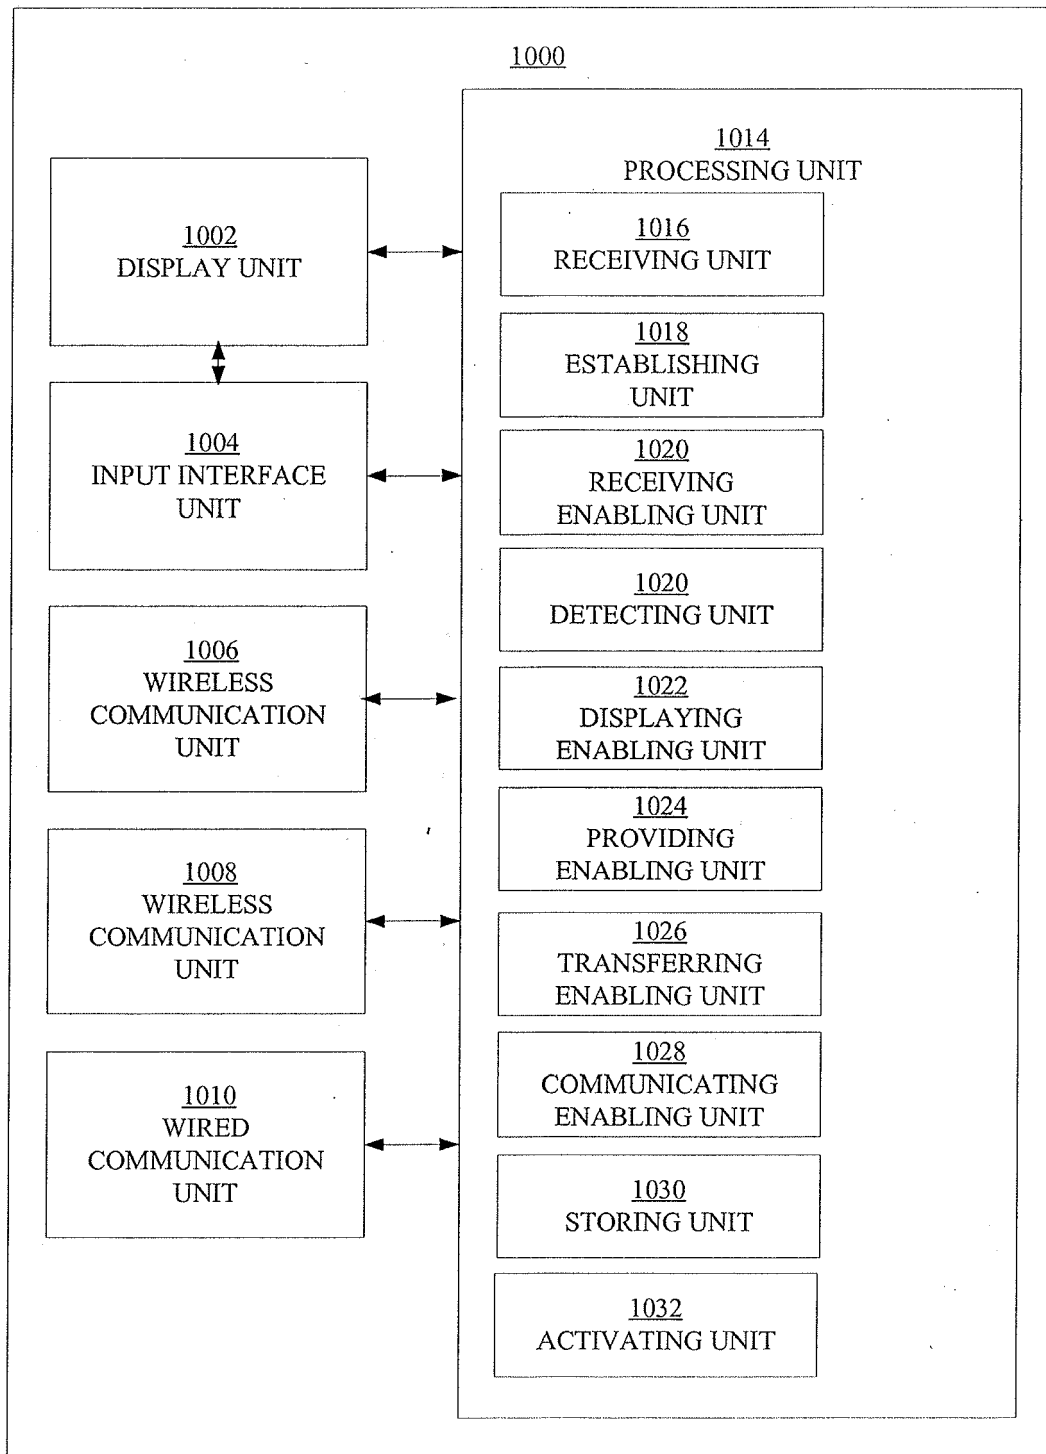 1000
1014
PROCESSING UNIT
1002
DISPLAY UNIT
1004
INPUT INTERFACE
UNIT
1006
WIRELESS
COMMUNICATION
UNIT
1008
WIRELESS
COMMUNICATION
UNIT
1010
WIRED
COMMUNICATION
UNIT
1016
RECEIVING UNIT
1018
ESTABLISHING
UNIT
1020
RECEIVING
ENABLING UNIT
1020
DETECTING UNIT
1022
DISPLAYING
ENABLING UNIT
1024
PROVIDING
ENABLING UNIT
1026
TRANSFERRING
ENABLING UNIT
1028
COMMUNICATING
ENABLING UNIT
1030
STORING UNIT
1032
ACTIVATING UNIT